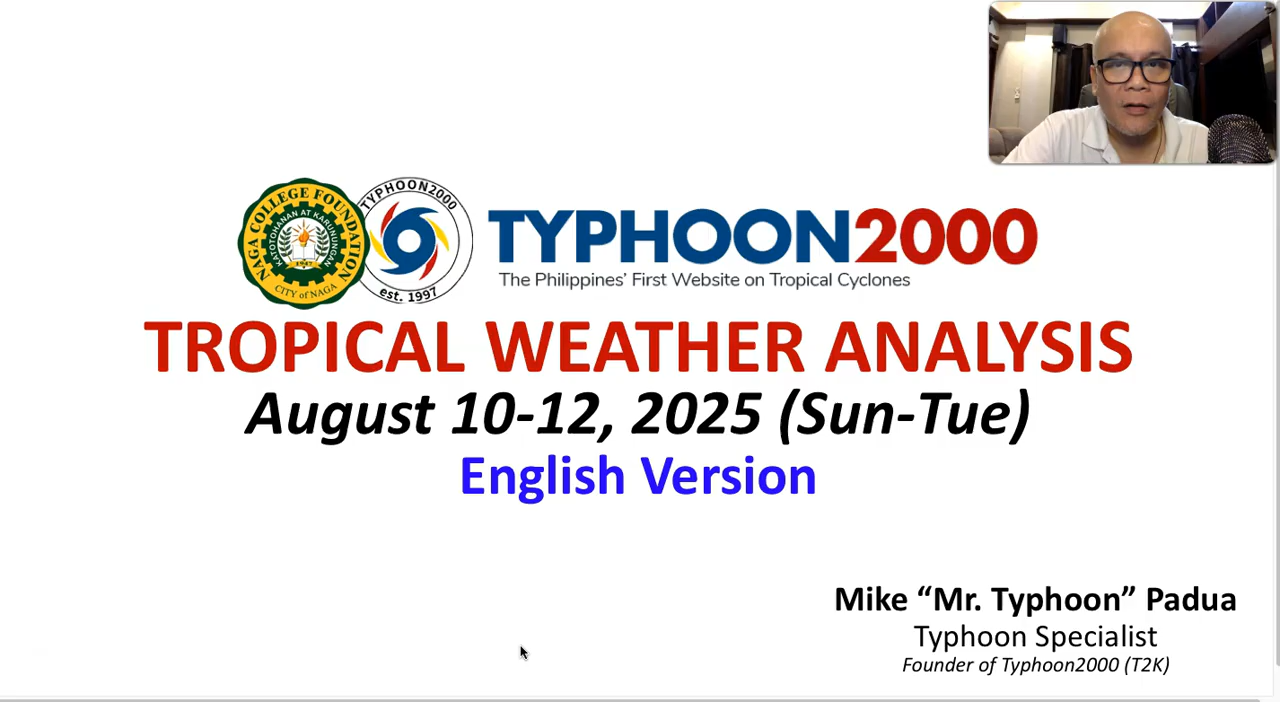 NAGA COLLEGE FOUNDATION
KATOTOHANAN AT KARUNUNGAN
1947
CITY of NAGA
TYPHOON2000
est. 1997
TYPHOON2000
The Philippines' First Website on Tropical Cyclones
TROPICAL WEATHER ANALYSIS
August 10-12, 2025 (Sun-Tue)
English Version
Mike “Mr. Typhoon” Padua
Typhoon Specialist
Founder of Typhoon2000 (T2K)